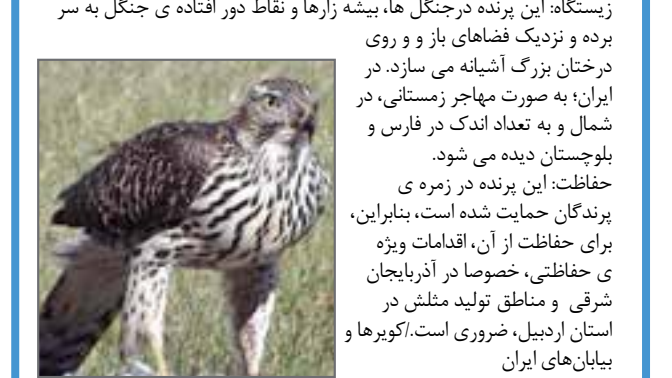 زیستگاه: این پرنده درجنگل ها، بیشه زارها و نقاط دور افتاده ی جنگل به سر
برده و نزدیک فضاهای باز و و روی
درختان بزرگ آشیانه می سازد. در
ایران؛ به صورت مهاجر زمستانی، در
شمال و به تعداد اندک در فارس و
بلوچستان دیده می شود.
حفاظت: این پرنده در زمره ی
پرندگان حمایت شده است، بنابراین،
برای حفاظت از آن، اقدامات ویژه
ی حفاظتی، خصوصا در آذربایجان
شرقی و مناطق تولید مثلش در
استان اردبیل، ضروری است./کویرها و
بیابان‌های ایران